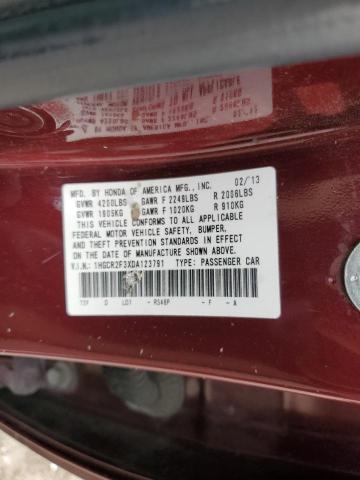 MFD. BY HONDA OF AMERICA MFG., INC. 02/13
GVWR 4200LBS GAWR F 2249LBS R 2006LBS
GVWR 1905KG GAWR F 1020KG R 910KG
THIS VEHICLE CONFORMS TO ALL APPLICABLE
FEDERAL MOTOR VEHICLE SAFETY, BUMPER,
AND THEFT PREVENTION STANDARDS IN EFFECT
ON THE DATE OF MANUFACTURE SHOWN ABOVE.
V.I.N.: 1HGCR2F3XDA123791 TYPE: PASSENGER CAR
R548P - F - A